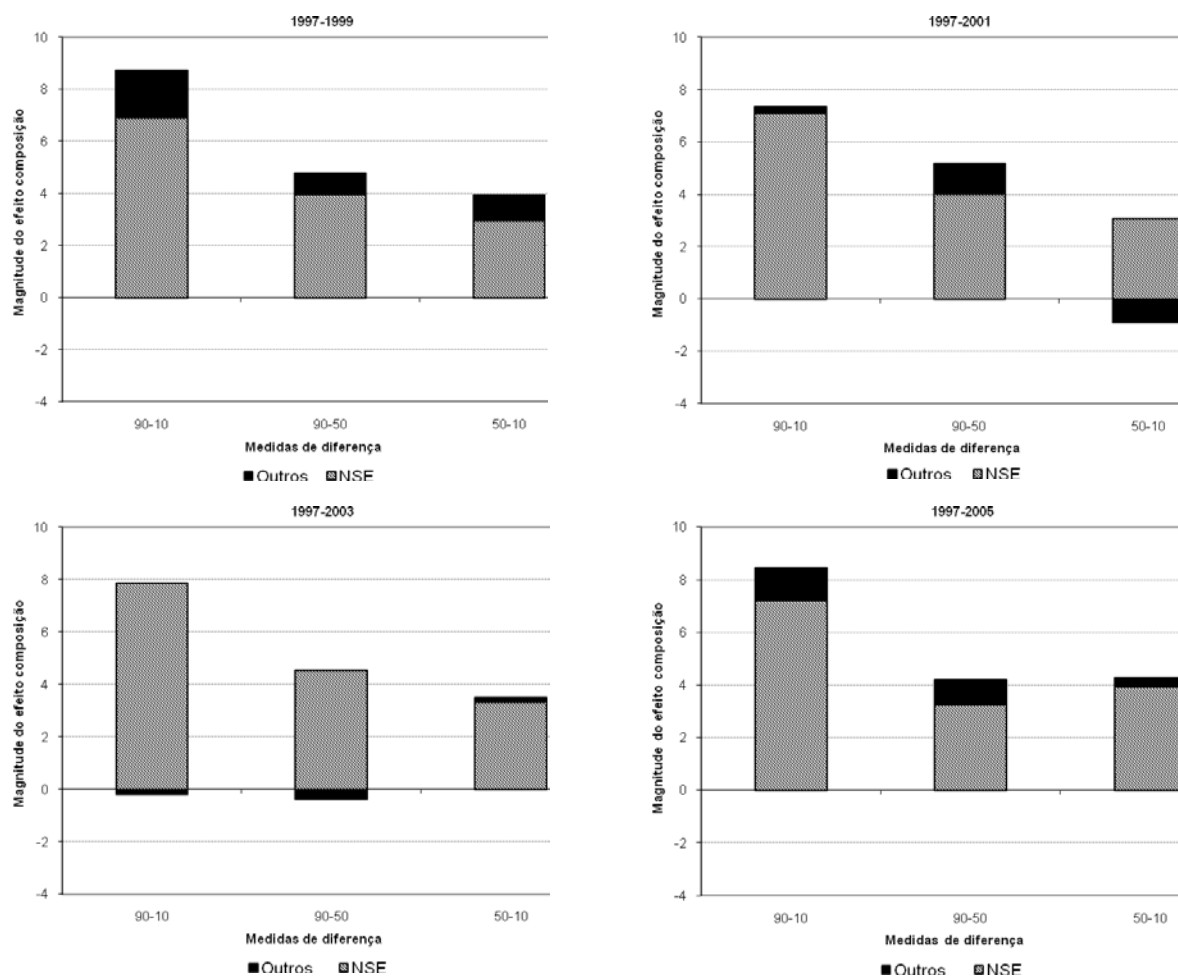 1997-1999
Magnitude do efeito composição
10
8
6
4
2
0
-2
-4
90-10 90-50 50-10
Medidas de diferença
Outros NSE
1997-2001
Magnitude do efeito composição
10
8
6
4
2
0
-2
-4
90-10 90-50 50-10
Medidas de diferença
Outros NSE
1997-2003
Magnitude do efeito composição
10
8
6
4
2
0
-2
-4
90-10 90-50 50-10
Medidas de diferença
Outros NSE
1997-2005
Magnitude do efeito composição
10
8
6
4
2
0
-2
-4
90-10 90-50 50-10
Medidas de diferença
Outros NSE